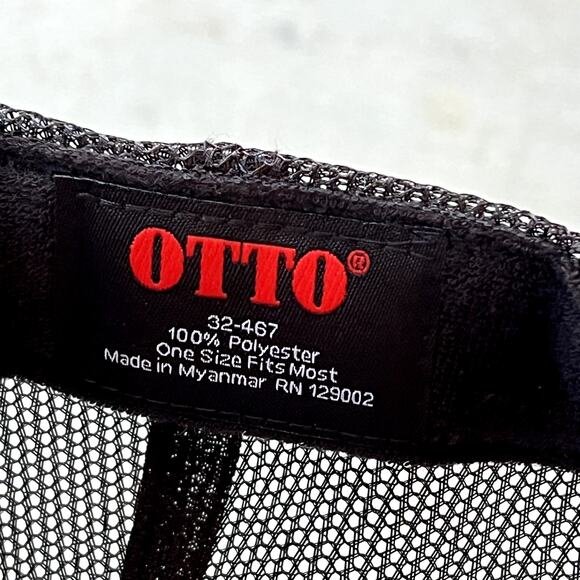 OTTO®
32-467
100% Polyester
One Size Fits Most
Made in Myanmar RN 129002